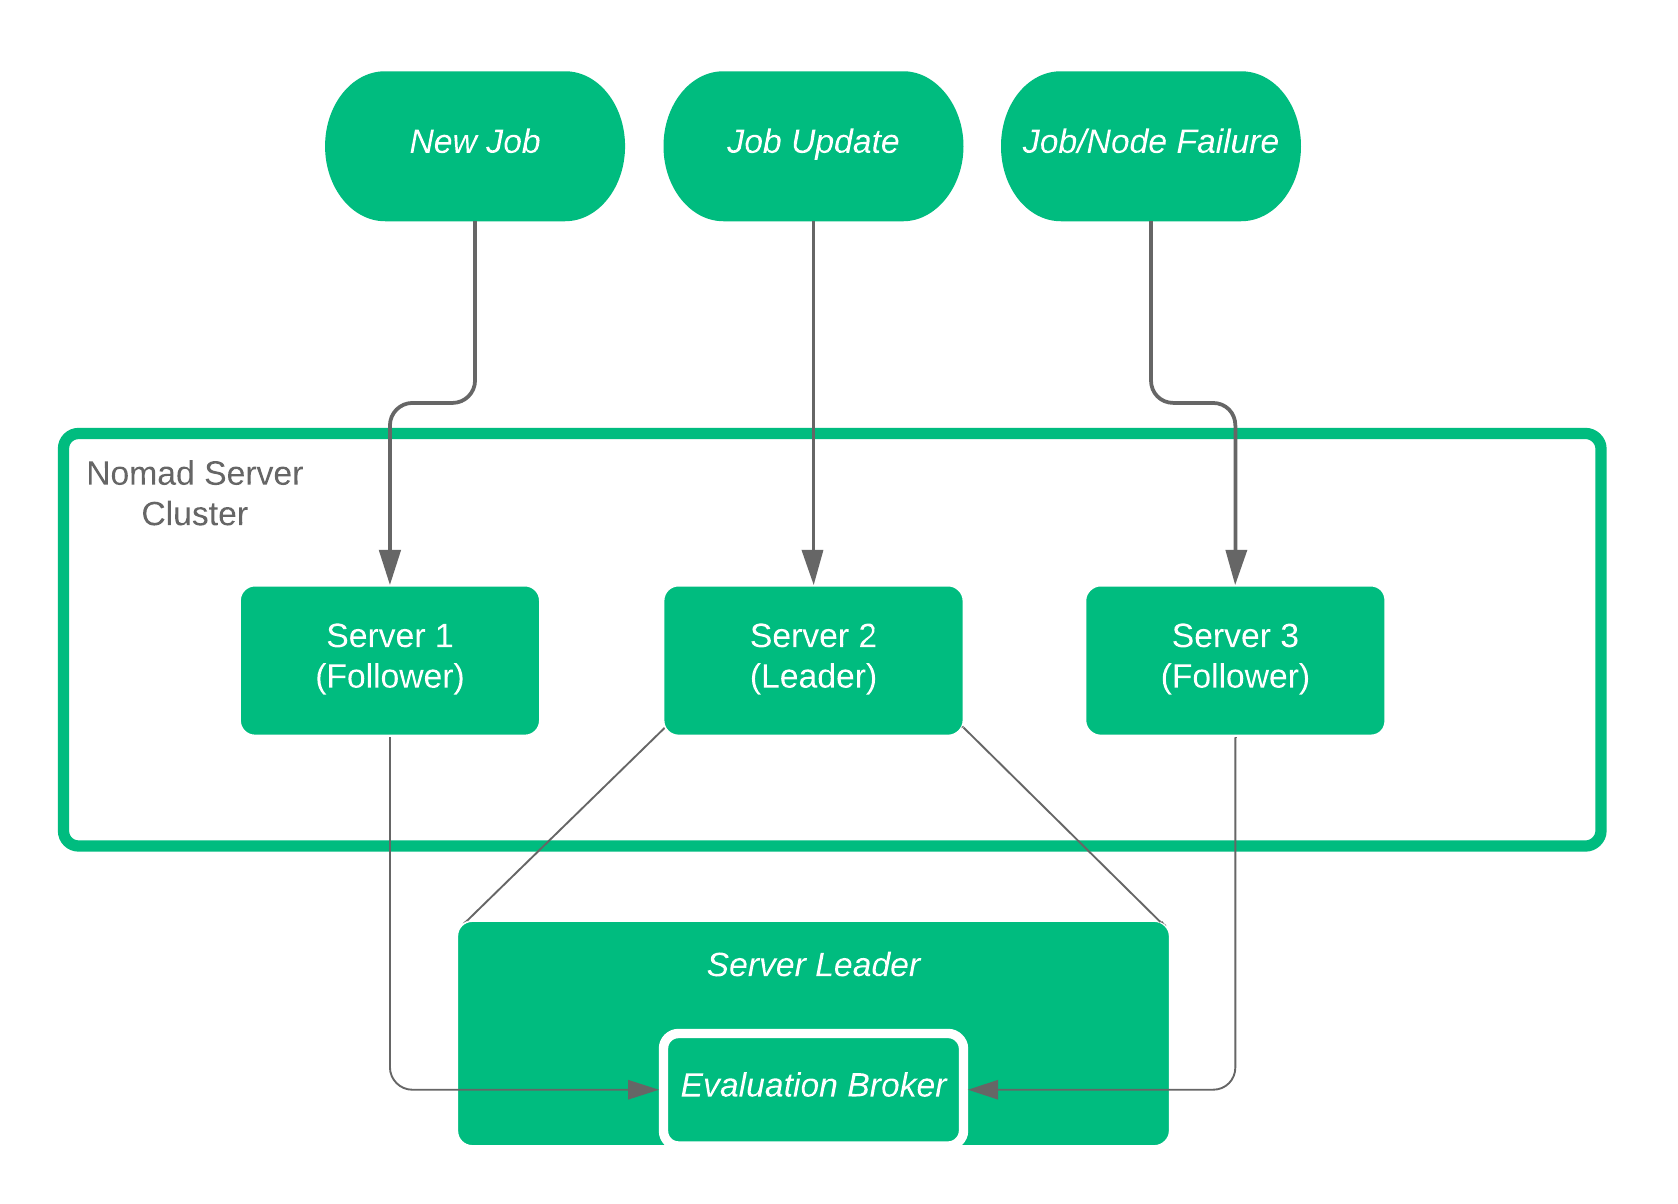 New Job
Job Update
Job/Node Failure
Nomad Server
Cluster
Server 1
(Follower)
Server 2
(Leader)
Server 3
(Follower)
Server Leader
Evaluation Broker